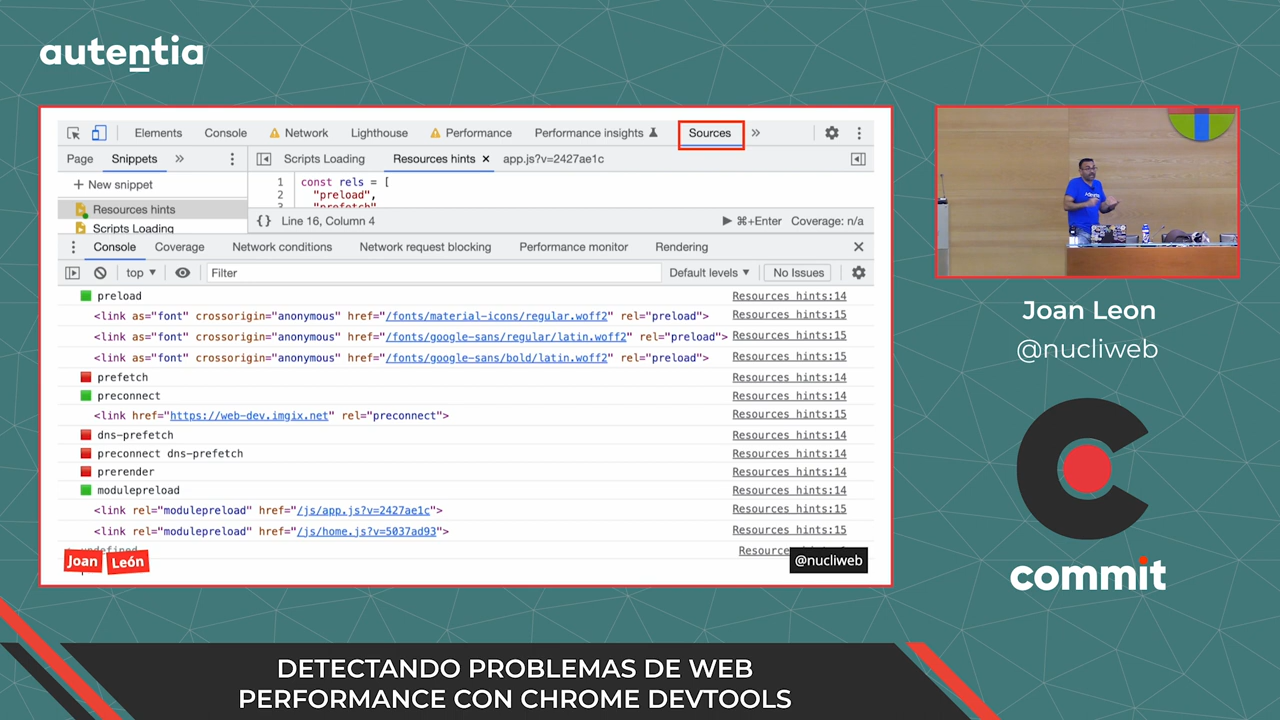 autentia
Elements Console Network Lighthouse Performance Performance insights Sources »
Page Snippets » Scripts Loading Resources hints × app.js?v=2427ae1c
+ New snippet
1 const rels = [
2 "preload",
3 "prefetch"
Resources hints
Scripts Loading
{} Line 16, Column 4 ▶ ⌘+Enter Coverage: n/a
Console Coverage Network conditions Network request blocking Performance monitor Rendering ×
top ▼ Filter Default levels ▼ No Issues
preload Resources hints:14
<link as="font" crossorigin="anonymous" href="/fonts/material-icons/regular.woff2" rel="preload"> Resources hints:15
<link as="font" crossorigin="anonymous" href="/fonts/google-sans/regular/latin.woff2" rel="preload"> Resources hints:15
<link as="font" crossorigin="anonymous" href="/fonts/google-sans/bold/latin.woff2" rel="preload"> Resources hints:15
prefetch Resources hints:14
preconnect Resources hints:14
<link href="https://web-dev.imgix.net" rel="preconnect"> Resources hints:15
dns-prefetch Resources hints:14
preconnect dns-prefetch Resources hints:14
prerender Resources hints:14
modulepreload Resources hints:14
<link rel="modulepreload" href="/js/app.js?v=2427ae1c"> Resources hints:15
<link rel="modulepreload" href="/js/home.js?v=5037ad93"> Resources hints:15
undefined Resource
Joan León @nucliweb
Joan Leon
@nucliweb
commit
DETECTANDO PROBLEMAS DE WEB
PERFORMANCE CON CHROME DEVTOOLS